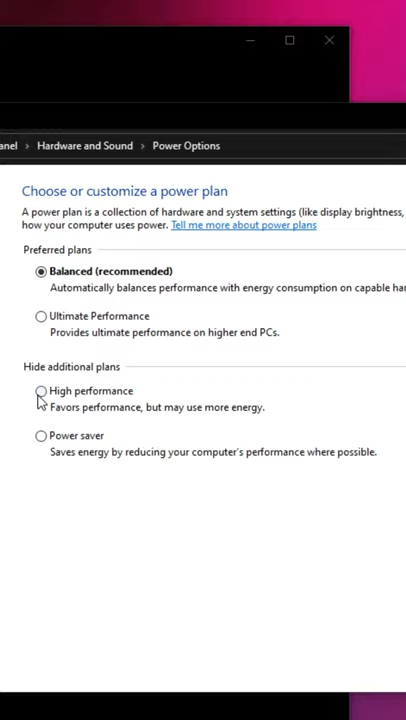 anel > Hardware and Sound > Power Options
Choose or customize a power plan
A power plan is a collection of hardware and system settings (like display brightness,
how your computer uses power. Tell me more about power plans
Preferred plans
Balanced (recommended)
Automatically balances performance with energy consumption on capable har
Ultimate Performance
Provides ultimate performance on higher end PCs.
Hide additional plans
High performance
Favors performance, but may use more energy.
Power saver
Saves energy by reducing your computer's performance where possible.